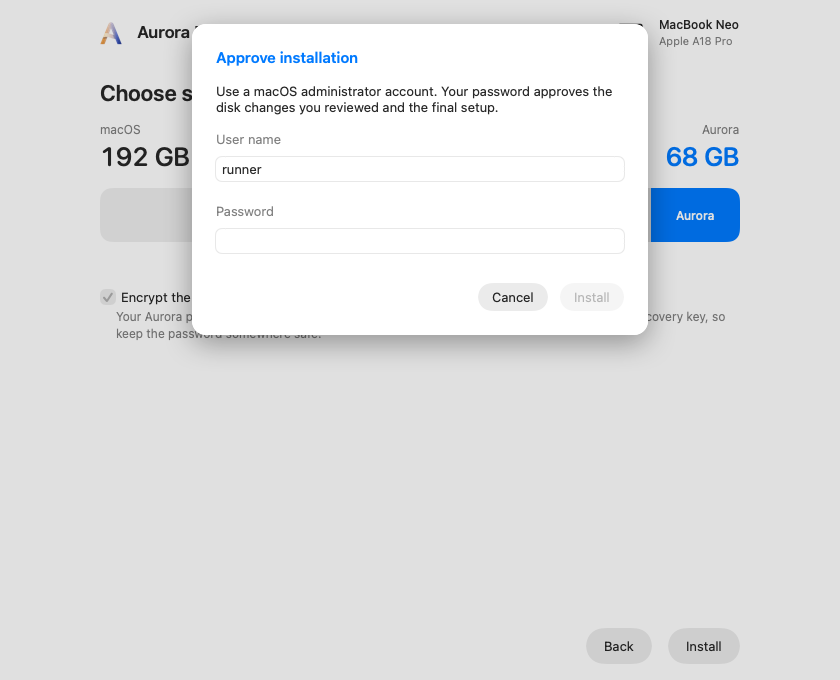 Aurora
MacBook Neo
Apple A18 Pro
Approve installation
Use a macOS administrator account. Your password approves the
disk changes you reviewed and the final setup.
User name
runner
Password
Cancel
Install
Choose s
macOS
Aurora
192 GB
68 GB
Aurora
Encrypt the
Your Aurora p
covery key, so
keep the password somewhere safe.
Back
Install